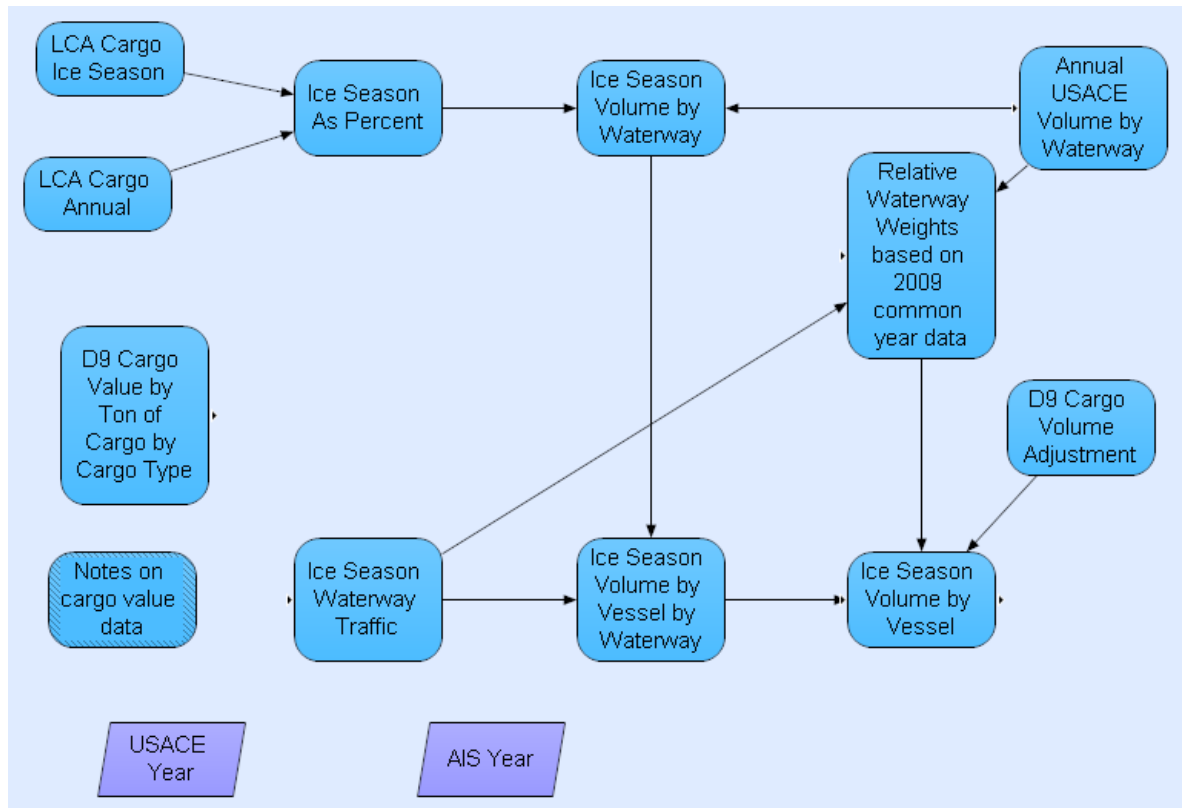 LCA Cargo
Ice Season
Ice Season
As Percent
Ice Season
Volume by
Waterway
Annual
USACE
Volume by
Waterway
LCA Cargo
Annual
Relative
Waterway
Weights
based on
2009
common
year data
D9 Cargo
Value by
Ton of
Cargo by
Cargo Type
D9 Cargo
Volume
Adjustment
Notes on
cargo value
data
Ice Season
Waterway
Traffic
Ice Season
Volume by
Vessel by
Waterway
Ice Season
Volume by
Vessel
USACE
Year
AIS Year